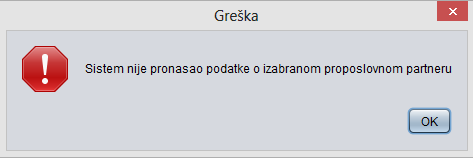 Greška
Sistem nije pronasao podatke o izabranom proposlovnom partneru
OK